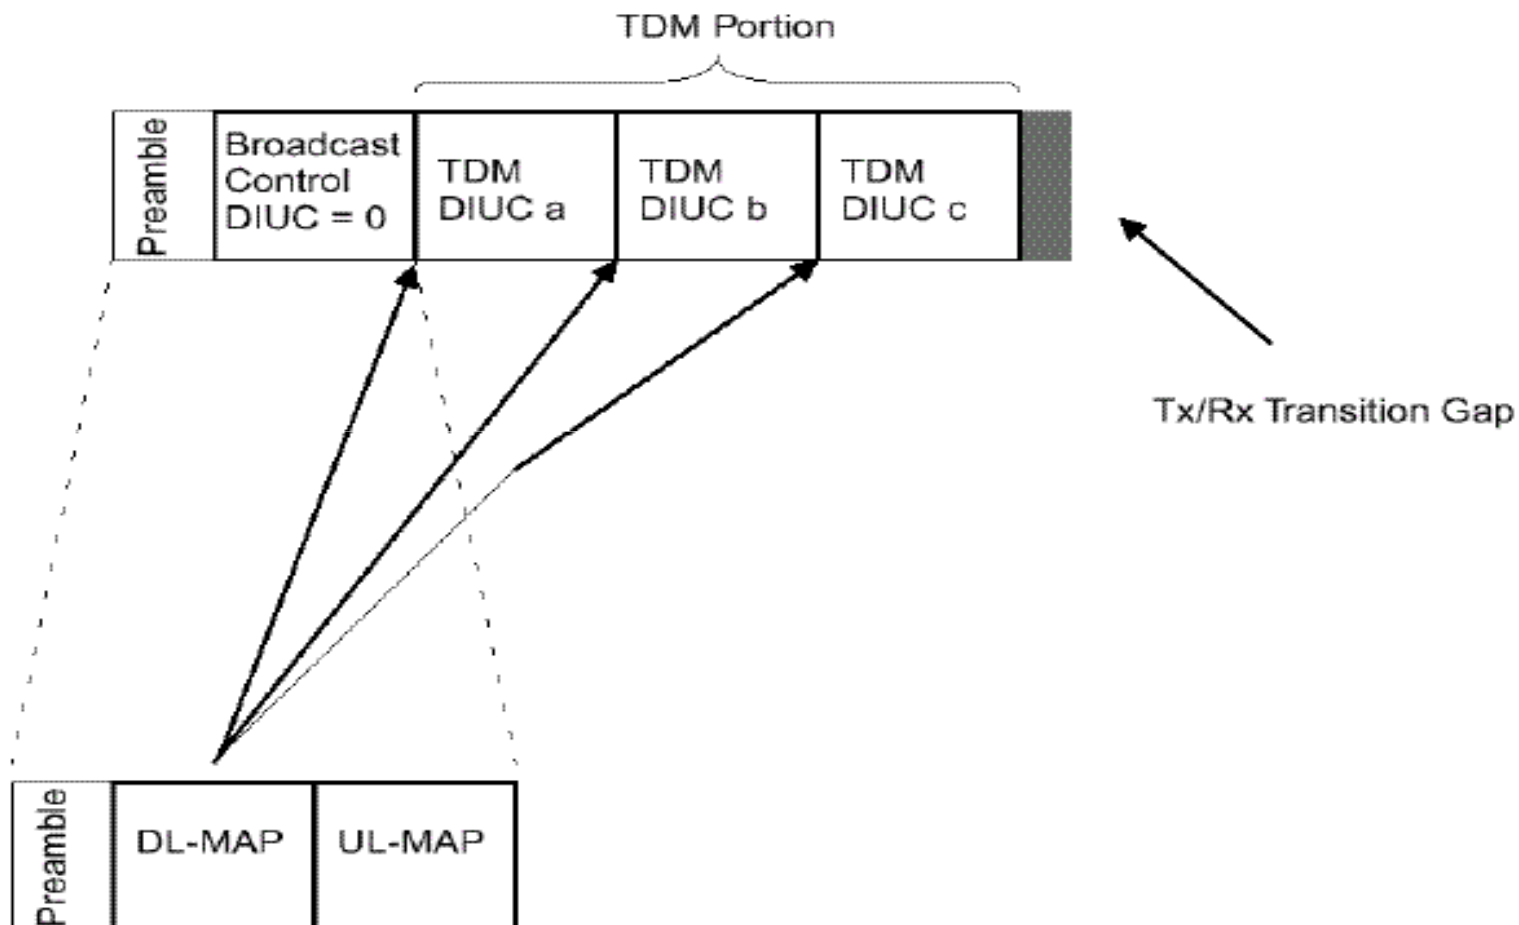 TDM Portion
Preamble
Broadcast
Control
DIUC = 0
TDM
DIUC a
TDM
DIUC b
TDM
DIUC c
Tx/Rx Transition Gap
Preamble
DL-MAP
UL-MAP